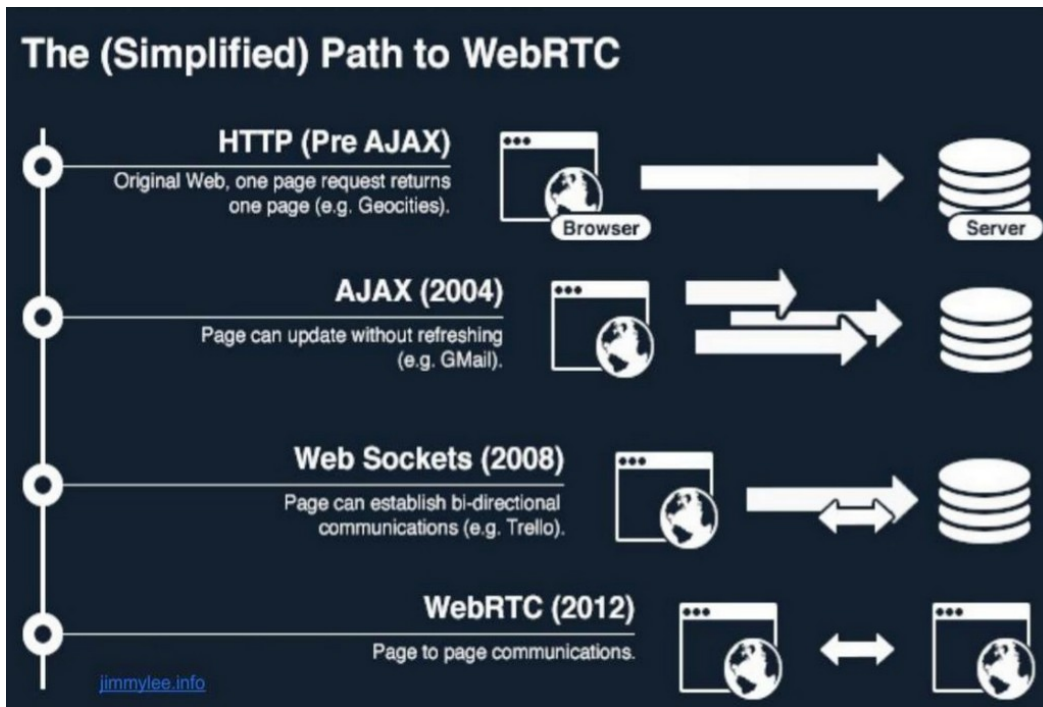 The (Simplified) Path to WebRTC
HTTP (Pre AJAX)
Original Web, one page request returns
one page (e.g. Geocities).
Browser
Server
AJAX (2004)
Page can update without refreshing
(e.g. GMail).
Web Sockets (2008)
Page can establish bi-directional
communications (e.g. Trello).
WebRTC (2012)
Page to page communications.
jimmylee.info